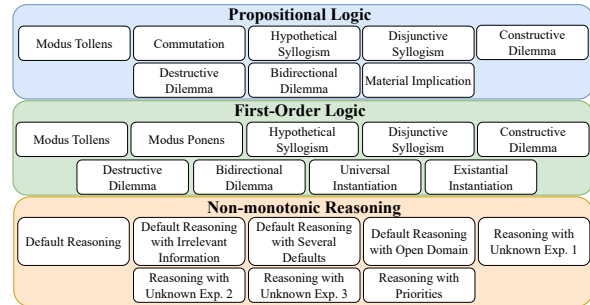 Propositional Logic
Modus Tollens
Commutation
Hypothetical
Syllogism
Disjunctive
Syllogism
Constructive
Dilemma
Destructive
Dilemma
Bidirectional
Dilemma
Material Implication
First-Order Logic
Modus Tollens
Modus Ponens
Hypothetical
Syllogism
Disjunctive
Syllogism
Constructive
Dilemma
Destructive
Dilemma
Bidirectional
Dilemma
Universal
Instantiation
Existantial
Instantiation
Non-monotonic Reasoning
Default Reasoning
Default Reasoning
with Irrelevant
Information
Default Reasoning
with Several
Defaults
Default Reasoning
with Open Domain
Reasoning with
Unknown Exp. 1
Reasoning with
Unknown Exp. 2
Reasoning with
Unknown Exp. 3
Reasoning with
Priorities